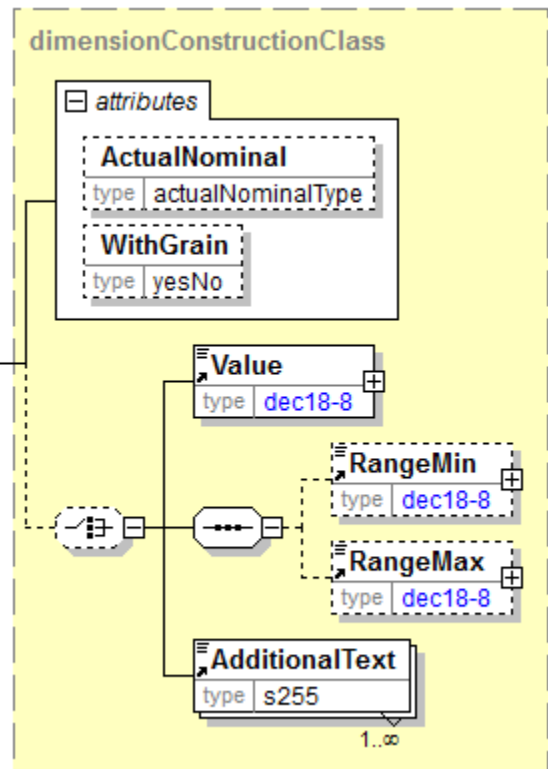 dimensionConstructionClass
attributes
ActualNominal
type actualNominalType
WithGrain
type yesNo
Value
type dec18-8
RangeMin
type dec18-8
RangeMax
type dec18-8
AdditionalText
type s255
1..∞